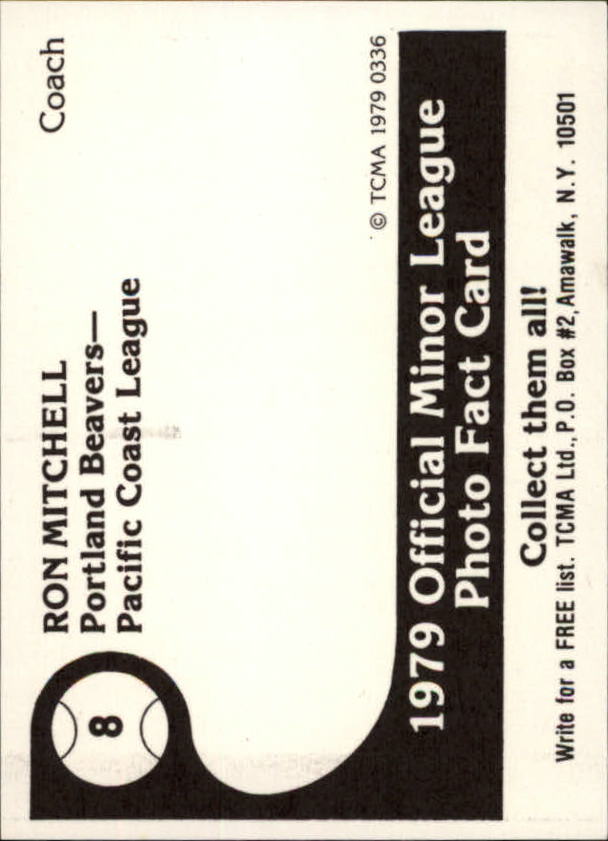 8
RON MITCHELL
Coach
Portland Beavers—
Pacific Coast League
© TCMA 1979 0336
1979 Official Minor League
Photo Fact Card
Collect them all!
Write for a FREE list. TCMA Ltd., P.O. Box #2, Amawalk, N.Y. 10501